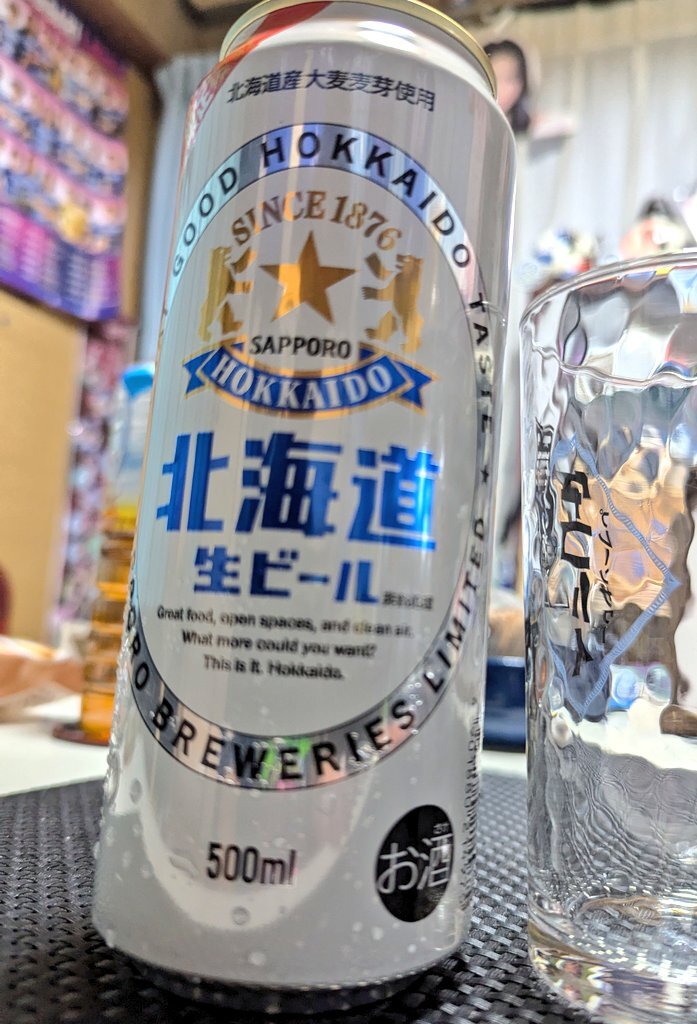 北海道産大麦麦芽使用
GOOD HOKKAIDO TASTE ★
SINCE 1876
SAPPORO
HOKKAIDO
北海道
生ビール
Great food, open spaces, and clean air.
What more could you want?
This is it. Hokkaido.
BREWERIES LIMITED
500ml
お酒